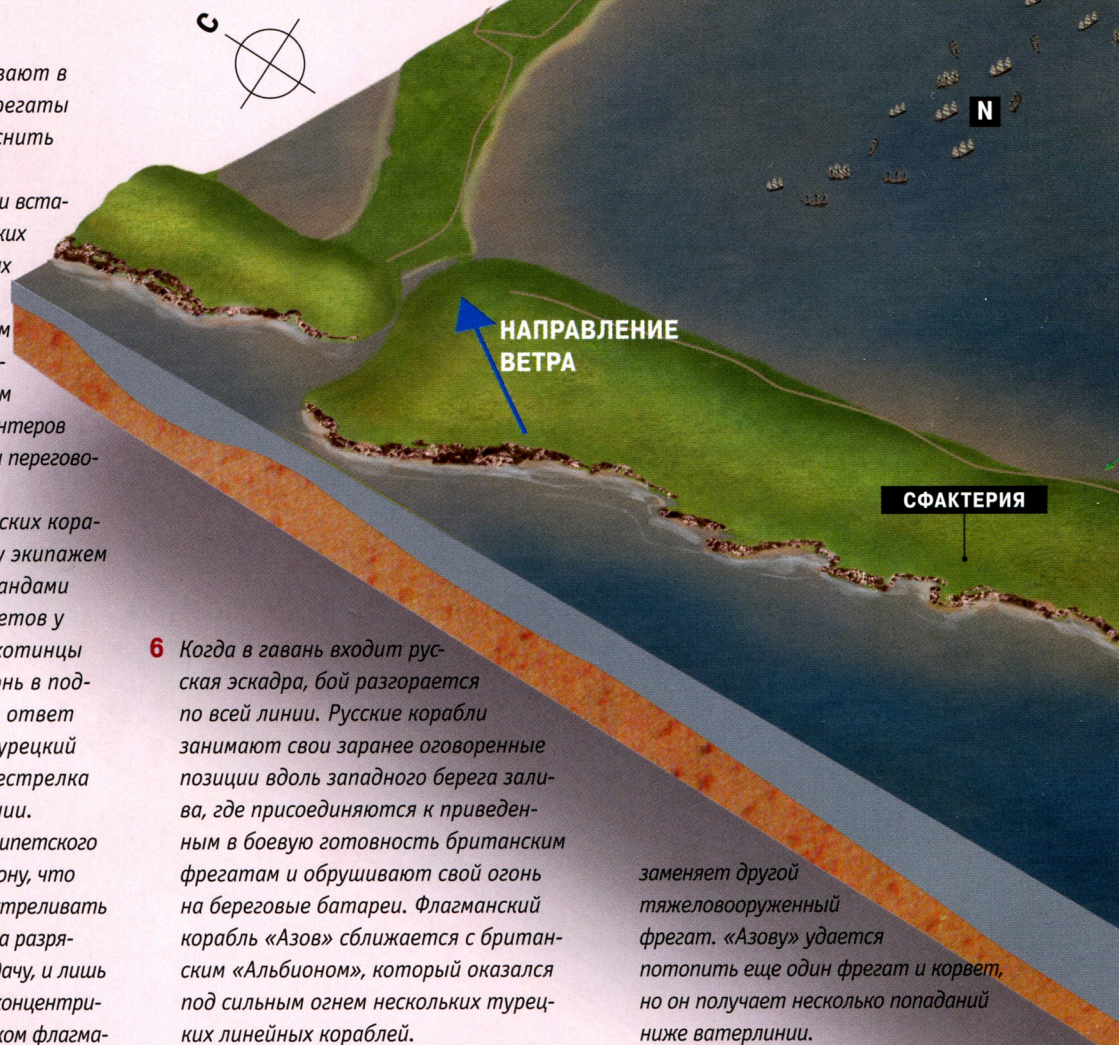 С
вают в
регаты
снить
и вста-
ких
их
м
-
м
нтеров
и перегово-
ских кора-
у экипажем
андами
етов у
хотинцы
онь в под-
ответ
урецкий
естрелка
нии.
ипетского
ону, что
стреливать
а разря-
дачу, и лишь
концентри-
ком флагма-
N
НАПРАВЛЕНИЕ
ВЕТРА
СФАКТЕРИЯ
6 Когда в гавань входит рус-
ская эскадра, бой разгорается
по всей линии. Русские корабли
занимают свои заранее оговоренные
позиции вдоль западного берега зали-
ва, где присоединяются к приведен-
ным в боевую готовность британским
фрегатам и обрушивают свой огонь
на береговые батареи. Флагманский
корабль «Азов» сближается с британ-
ским «Альбионом», который оказался
под сильным огнем нескольких турец-
ких линейных кораблей.
заменяет другой
тяжеловооруженный
фрегат. «Азову» удается
потопить еще один фрегат и корвет,
но он получает несколько попаданий
ниже ватерлинии.